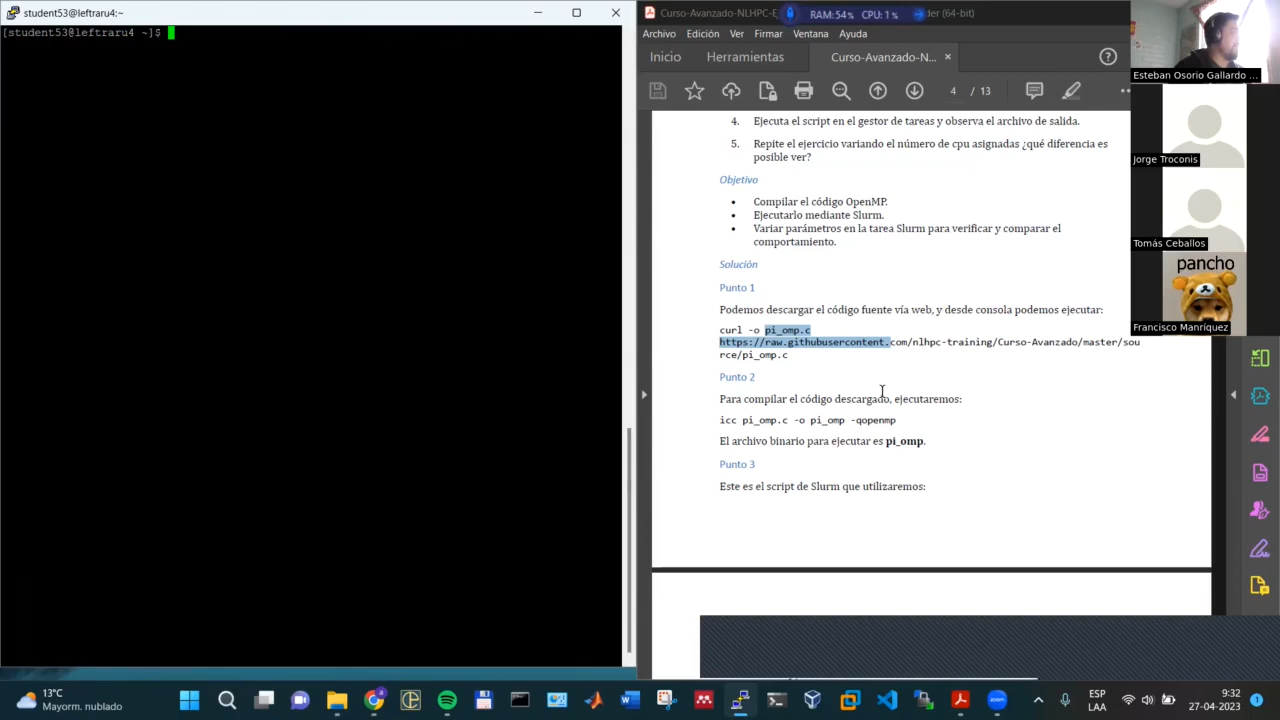 student53@leftraru4:~
[student53@leftraru4 ~]$
Curso-Avanzado-NLHPC-E
RAM:54% CPU:1%
der (64-bit)
Archivo Edición Ver Firmar Ventana Ayuda
Inicio Herramientas Curso-Avanzado-N...
4 / 13
4. Ejecuta el script en el gestor de tareas y observa el archivo de salida.
5. Repite el ejercicio variando el número de cpu asignadas ¿qué diferencia es
posible ver?
Objetivo
• Compilar el código OpenMP.
• Ejecutarlo mediante Slurm.
• Variar parámetros en la tarea Slurm para verificar y comparar el
comportamiento.
Solución
Punto 1
Podemos descargar el código fuente vía web, y desde consola podemos ejecutar:
curl -o pi_omp.c
https://raw.githubusercontent.com/nlhpc-training/Curso-Avanzado/master/sou
rce/pi_omp.c
Punto 2
Para compilar el código descargado, ejecutaremos:
icc pi_omp.c -o pi_omp -qopenmp
El archivo binario para ejecutar es pi_omp.
Punto 3
Este es el script de Slurm que utilizaremos:
Esteban Osorio Gallardo ...
Jorge Troconis
Tomás Ceballos
pancho
Francisco Manríquez
13°C
Mayorm. nublado
ESP
LAA
9:32
27-04-2023